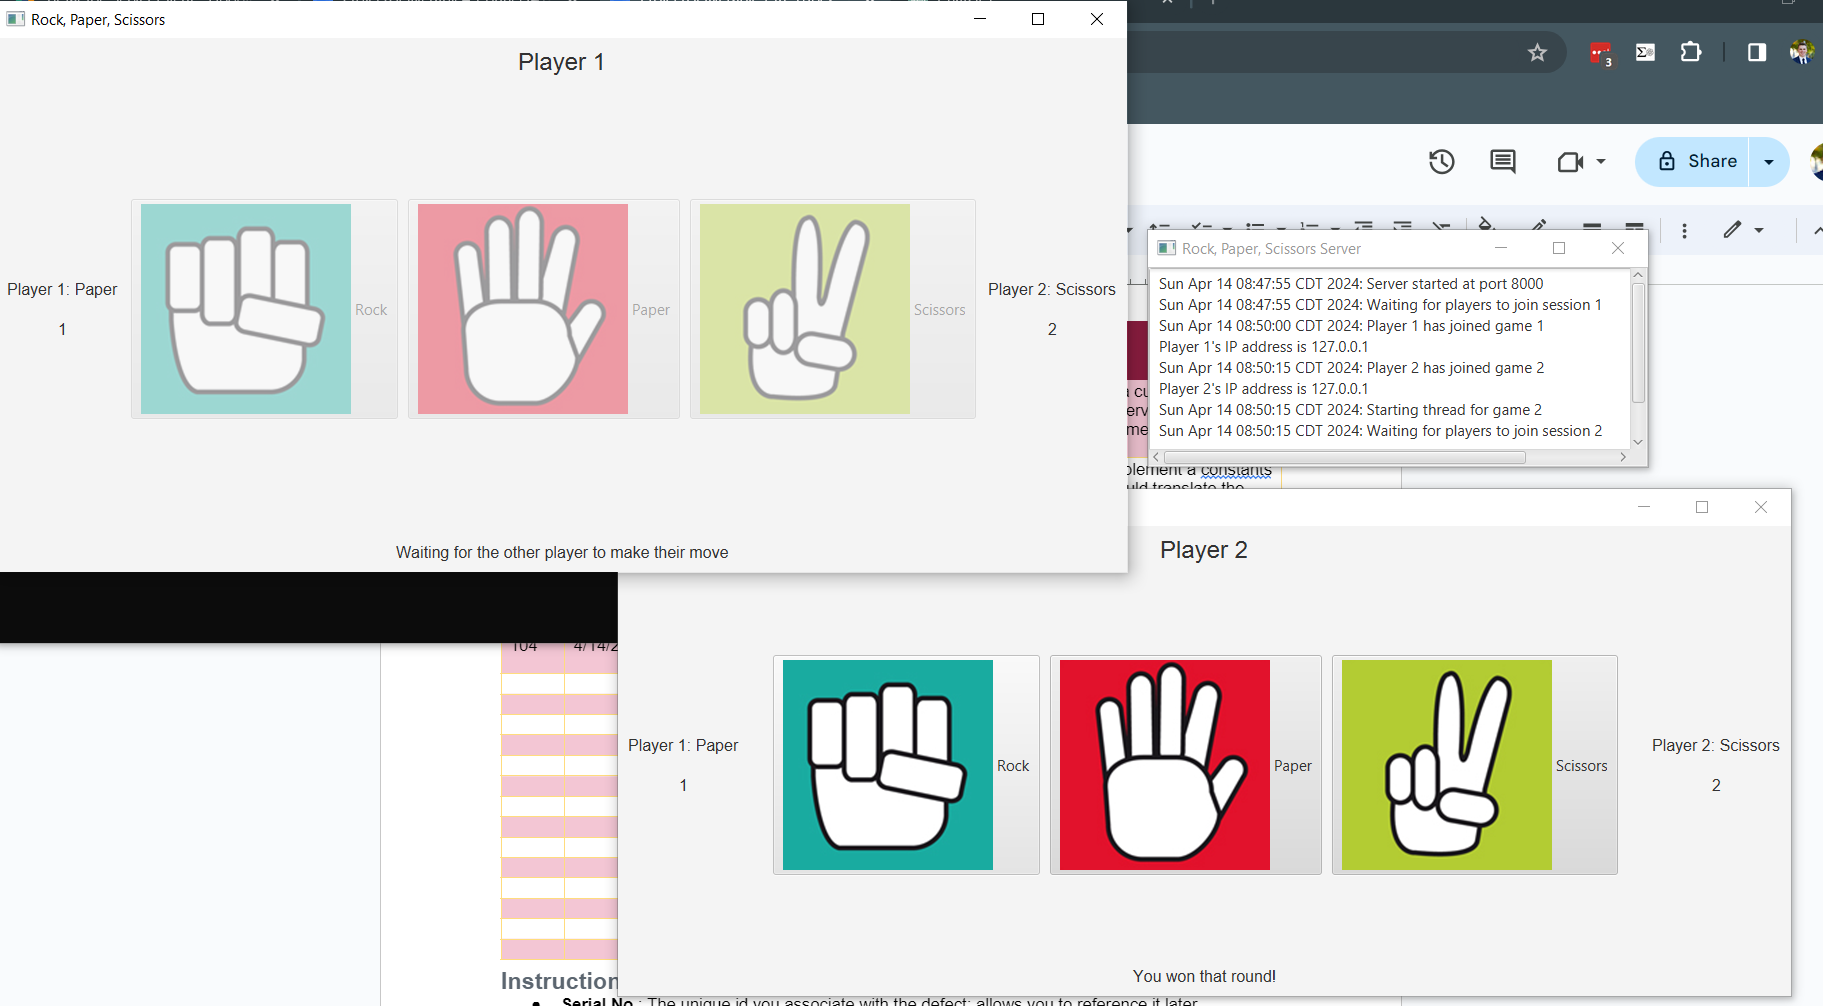 Rock, Paper, Scissors
Player 1
Player 1: Paper
1
Rock
Paper
Scissors
Player 2: Scissors
2
Waiting for the other player to make their move
3
Share
Rock, Paper, Scissors Server
Sun Apr 14 08:47:55 CDT 2024: Server started at port 8000
Sun Apr 14 08:47:55 CDT 2024: Waiting for players to join session 1
Sun Apr 14 08:50:00 CDT 2024: Player 1 has joined game 1
Player 1's IP address is 127.0.0.1
Sun Apr 14 08:50:15 CDT 2024: Player 2 has joined game 2
Player 2's IP address is 127.0.0.1
Sun Apr 14 08:50:15 CDT 2024: Starting thread for game 2
Sun Apr 14 08:50:15 CDT 2024: Waiting for players to join session 2
a constants
translate the
Player 2
Player 1: Paper
1
Rock
Paper
Scissors
Player 2: Scissors
2
You won that round!
104 4/14/2
Instruction
Serial No : The unique id you associate with the defect; allows you to reference it later